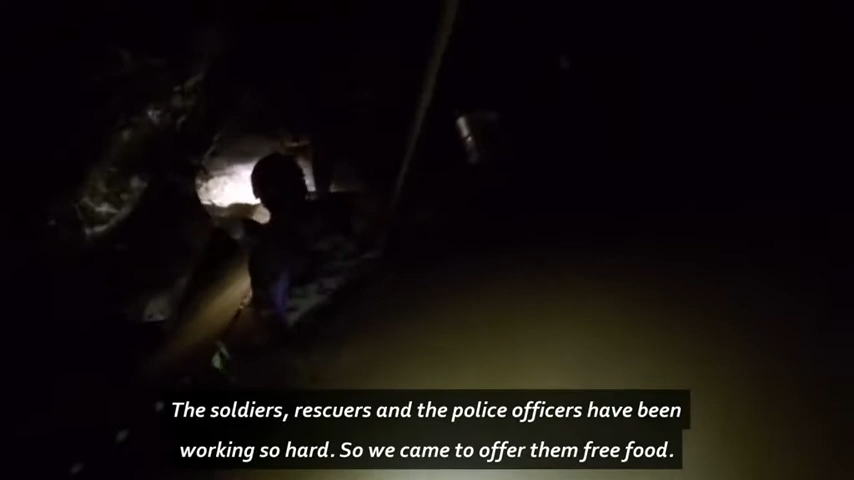 The soldiers, rescuers and the police officers have been
working so hard. So we came to offer them free food.